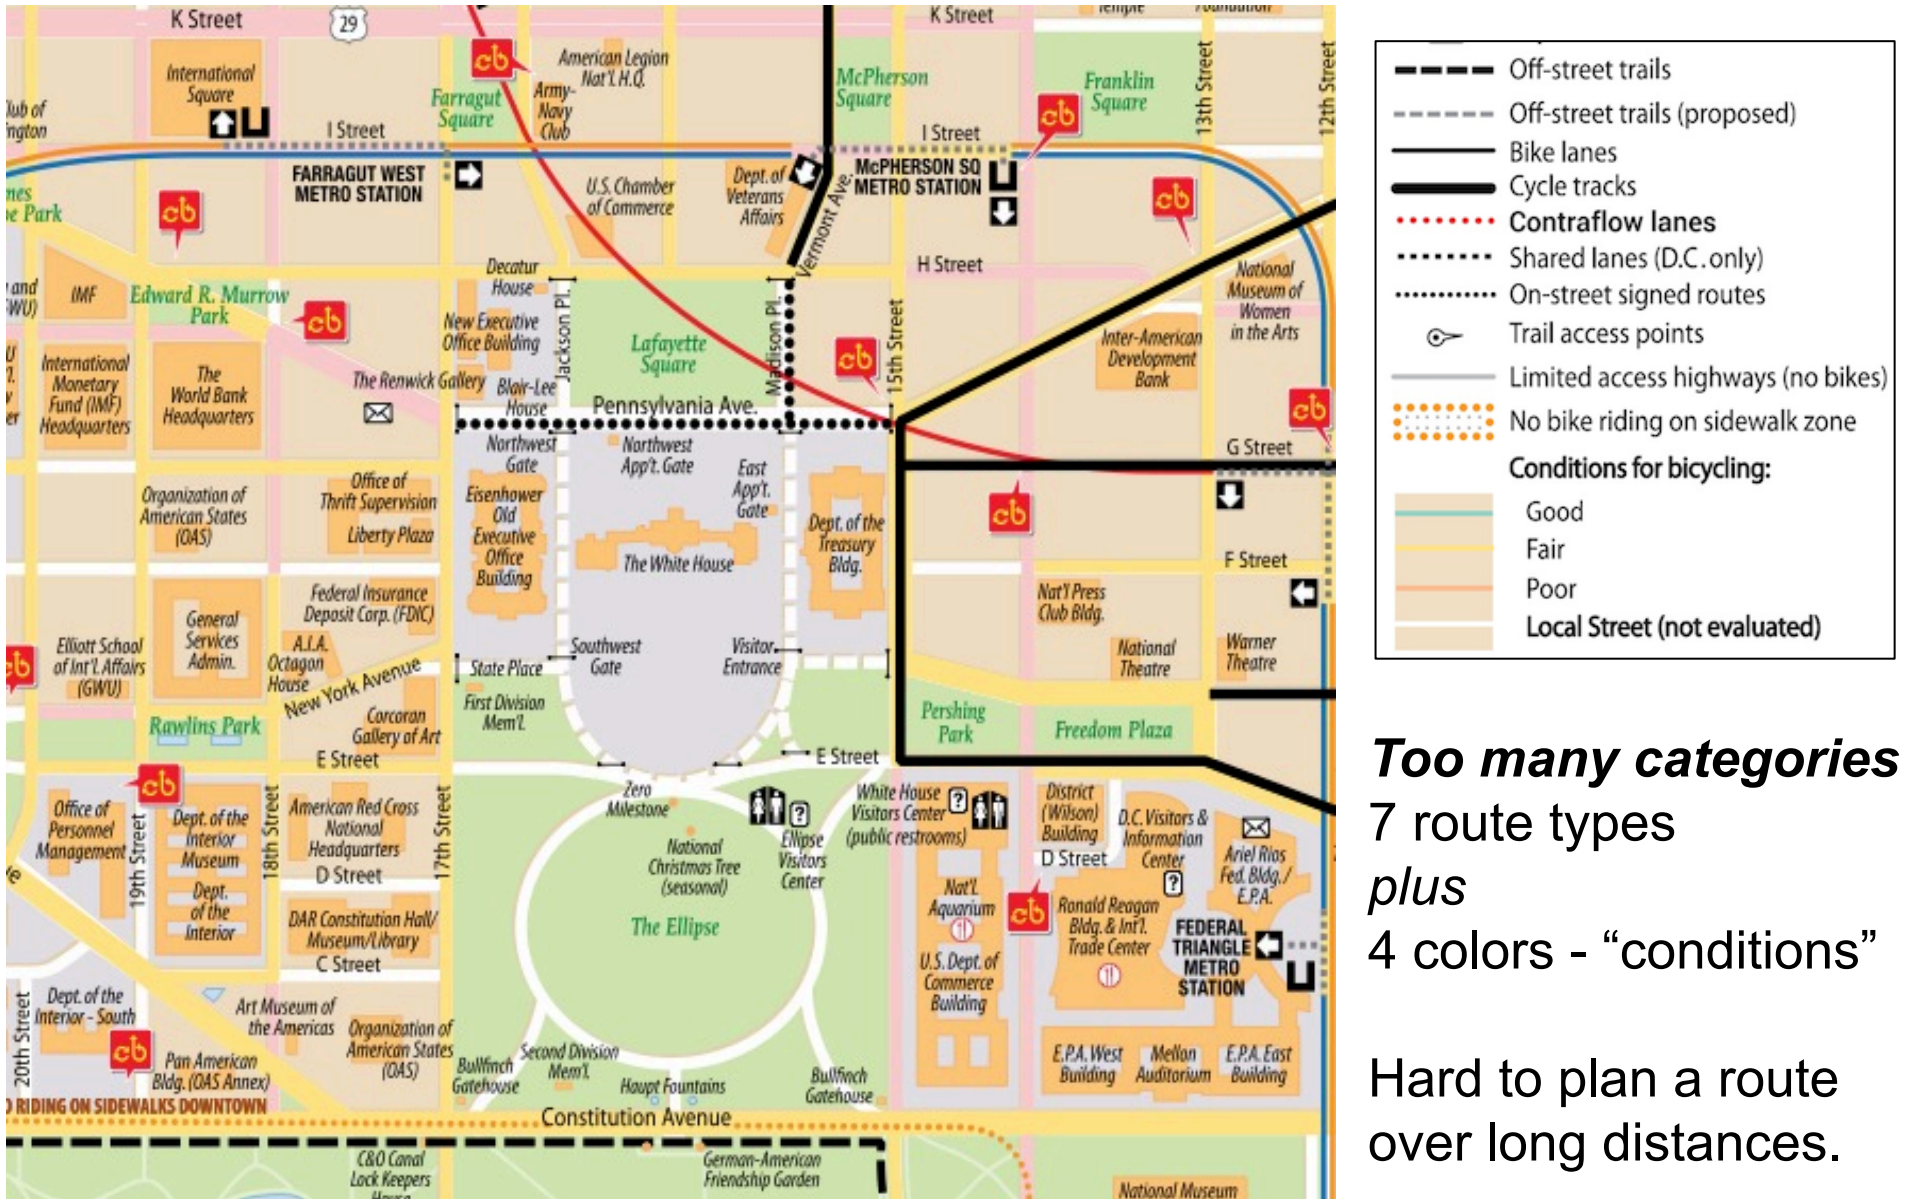 K Street
29
K Street
Temple
Foundation
International
Square
American Legion
Nat'l. H.Q.
Army-
Navy
Club
Farragut
Square
McPherson
Square
Franklin
Square
13th Street
12th Street
cb
I Street
I Street
cb
FARRAGUT WEST
METRO STATION
McPHERSON SQ
METRO STATION
U.S. Chamber
of Commerce
Dept. of
Veterans
Affairs
Vermont Ave.
cb
cb
H Street
Decatur
House
IMF
Edward R. Murrow
Park
cb
New Executive
Office Building
Jackson Pl.
Lafayette
Square
Madison Pl.
cb
15th Street
National
Museum of
Women
in the Arts
Inter-American
Development
Bank
International
Monetary
Fund (IMF)
Headquarters
The
World Bank
Headquarters
The Renwick Gallery
Blair-Lee
House
Pennsylvania Ave.
cb
G Street
Northwest
Gate
Northwest
App't. Gate
East
App't.
Gate
Office of
Thrift Supervision
Liberty Plaza
Organization of
American States
(OAS)
Eisenhower
Old
Executive
Office
Building
The White House
Dept. of the
Treasury
Bldg.
cb
F Street
Federal Insurance
Deposit Corp. (FDIC)
Nat'l Press
Club Bldg.
General
Services
Admin.
A.I.A.
Octagon
House
Elliott School
of Int'l. Affairs
(GWU)
cb
Southwest
Gate
Visitor
Entrance
National
Theatre
Warner
Theatre
State Place
New York Avenue
First Division
Mem'l.
Rawlins Park
Corcoran
Gallery of Art
Pershing
Park
Freedom Plaza
E Street
E Street
cb
Zero
Milestone
Office of
Personnel
Management
19th Street
Dept. of the
Interior
Museum
Dept.
of the
Interior
18th Street
American Red Cross
National
Headquarters
17th Street
D Street
National
Christmas Tree
(seasonal)
?
Ellipse
Visitors
Center
White House
Visitors Center
(public restrooms)
?
District
(Wilson)
Building
D.C. Visitors &
Information
Center
?
D Street
Ariel Rios
Fed. Bldg./
E.P.A.
DAR Constitution Hall/
Museum/Library
C Street
The Ellipse
Nat'l.
Aquarium
cb
Ronald Reagan
Bldg. & Int'l.
Trade Center
FEDERAL
TRIANGLE
METRO
STATION
U.S. Dept. of
Commerce
Building
20th Street
Dept. of the
Interior - South
cb
Art Museum of
the Americas
Pan American
Bldg. (OAS Annex)
Organization of
American States
(OAS)
Bullfinch
Gatehouse
Second Division
Mem'l.
Haupt Fountains
Bullfinch
Gatehouse
E.P.A. West
Building
Mellon
Auditorium
E.P.A. East
Building
RIDING ON SIDEWALKS DOWNTOWN
Constitution Avenue
C&O Canal
Lock Keepers
House
German-American
Friendship Garden
National Museum
Off-street trails
Off-street trails (proposed)
Bike lanes
Cycle tracks
Contraflow lanes
Shared lanes (D.C. only)
On-street signed routes
Trail access points
Limited access highways (no bikes)
No bike riding on sidewalk zone
Conditions for bicycling:
Good
Fair
Poor
Local Street (not evaluated)
Too many categories
7 route types
plus
4 colors - “conditions”
Hard to plan a route
over long distances.